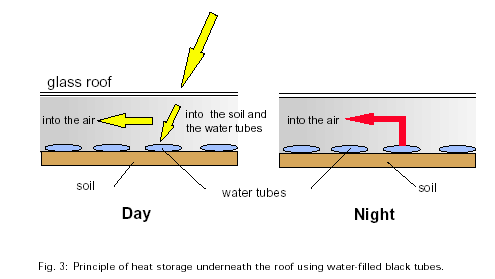 glass roof
into the air
into the soil and
the water tubes
into the air
soil
water tubes
soil
Day
Night
Fig. 3: Principle of heat storage underneath the roof using water-filled black tubes.